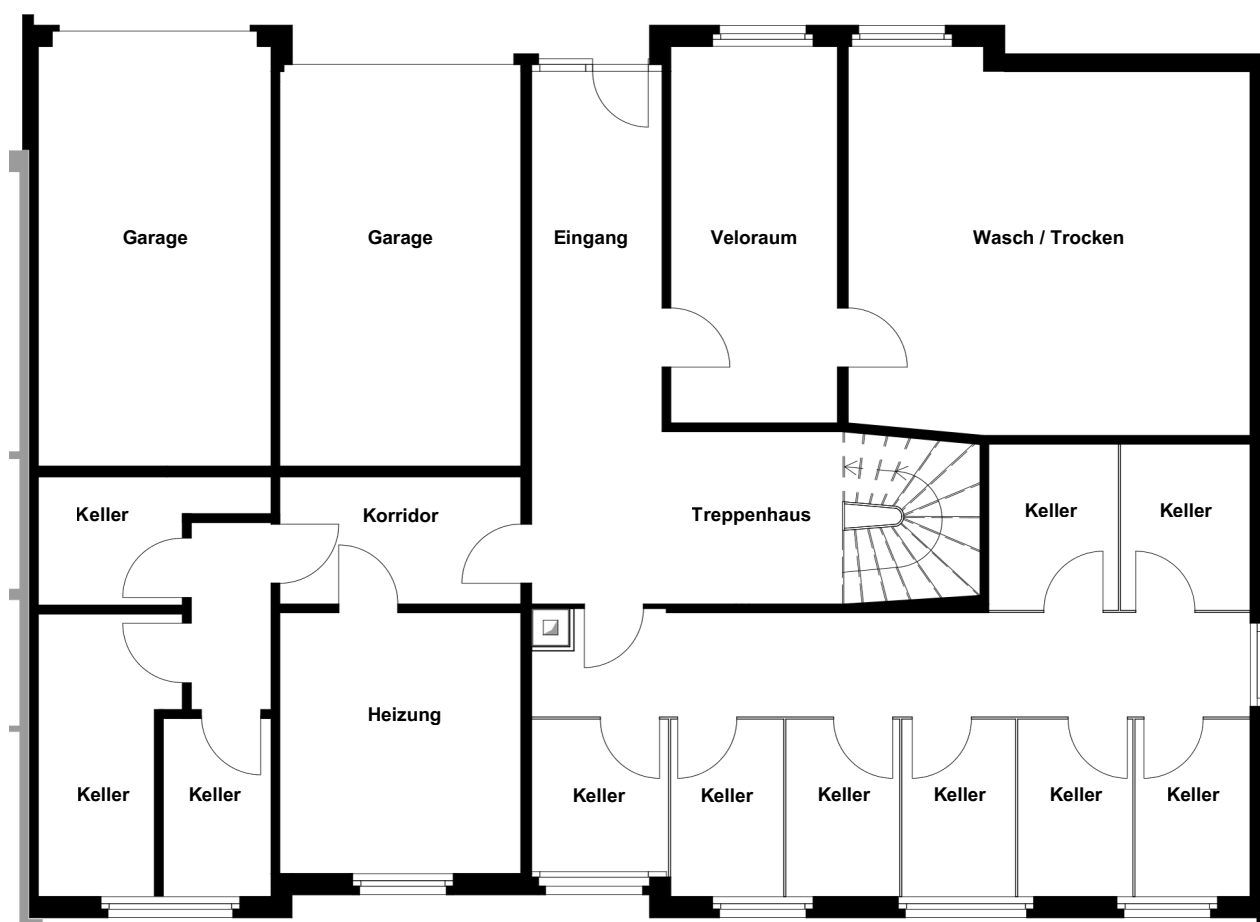 Garage
Garage
Eingang
Veloraum
Wasch / Trocken
Keller
Korridor
Treppenhaus
Keller
Keller
Heizung
Keller
Keller
Keller
Keller
Keller
Keller
Keller
Keller